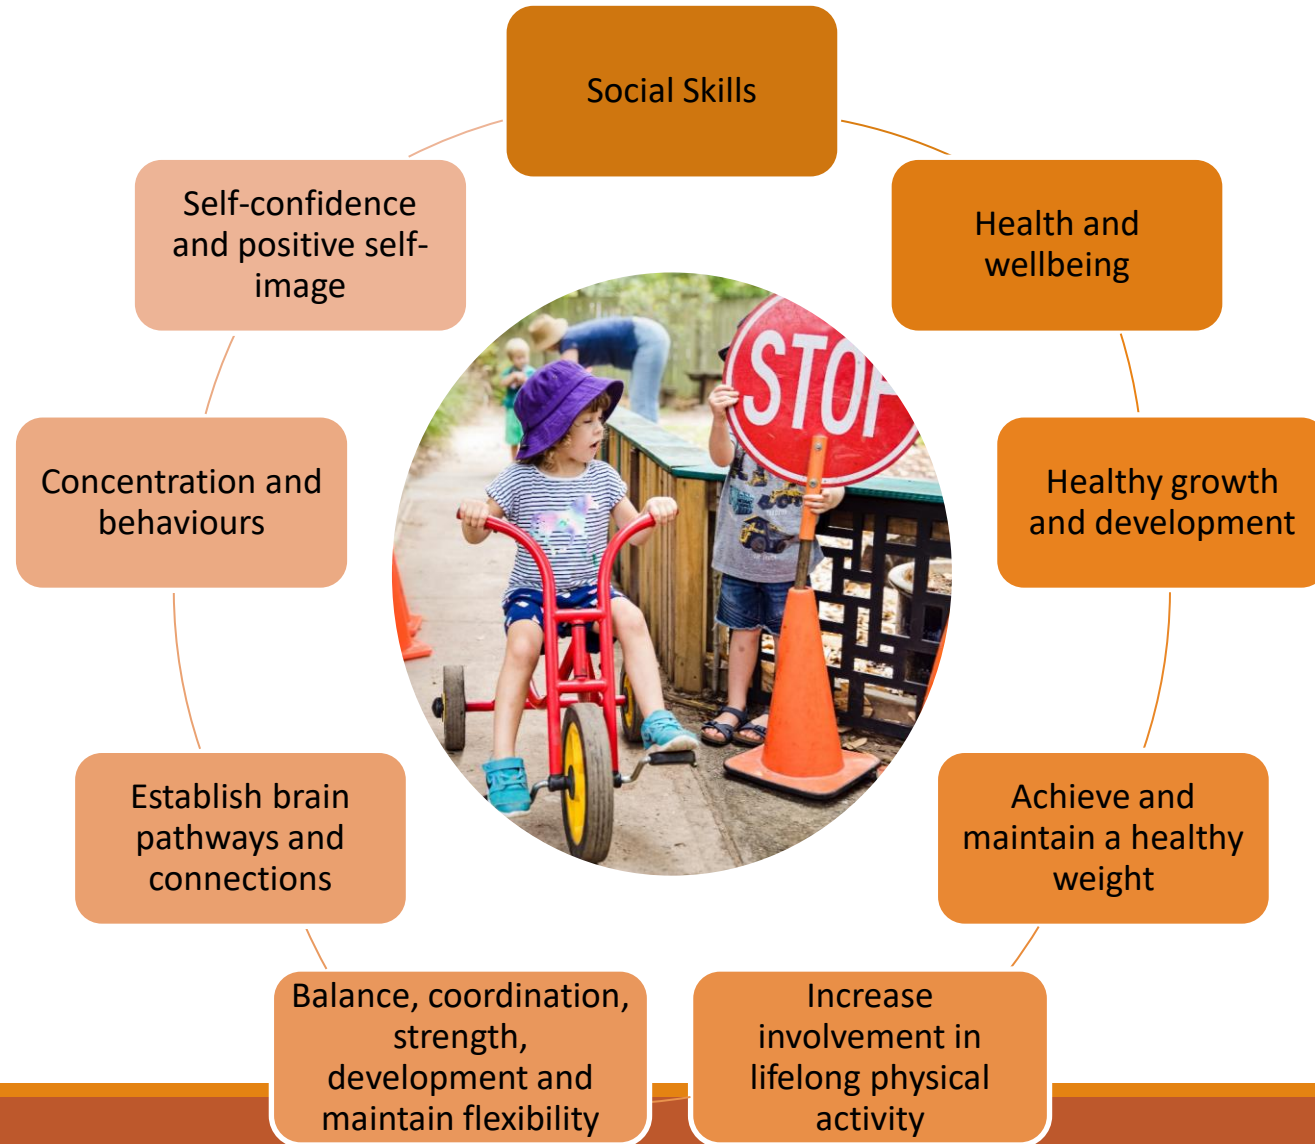 Social Skills
Health and
wellbeing
Healthy growth
and development
Achieve and
maintain a healthy
weight
Increase
involvement in
lifelong physical
activity
Balance, coordination,
strength,
development and
maintain flexibility
Establish brain
pathways and
connections
Concentration and
behaviours
Self-confidence
and positive self-
image
STOP